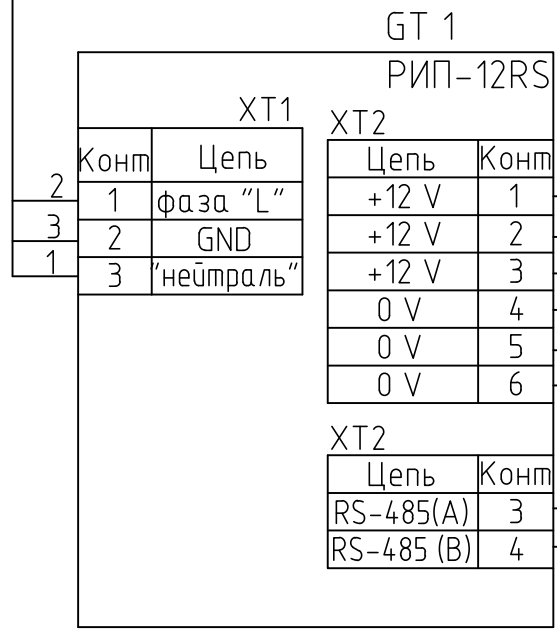 GT 1
РИП-12RS
XT1
Конт Цепь
2 1 фаза "L"
3 2 GND
1 3 "нейтраль"
XT2
Цепь Конт
+12 V 1
+12 V 2
+12 V 3
0 V 4
0 V 5
0 V 6
XT2
Цепь Конт
RS-485(A) 3
RS-485 (B) 4